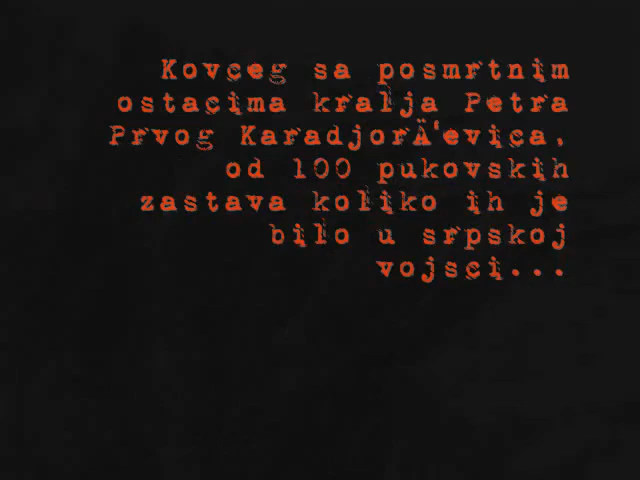 Kovceg sa posmrtnim
ostacima kralja Petra
Prvog KaradjorÄ'evica,
od 100 pukovskih
zastava koliko ih je
bilo u srpskoj
vojsci...